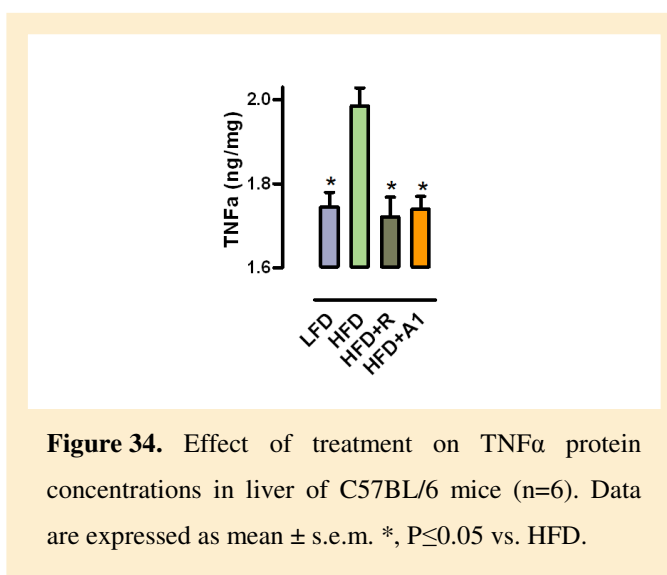 TNFa (ng/mg)
2.0
1.8
1.6
*
*
*
LFD
HFD
HFD+R
HFD+A1
Figure 34. Effect of treatment on TNFα protein
concentrations in liver of C57BL/6 mice (n=6). Data
are expressed as mean ± s.e.m. *, P≤0.05 vs. HFD.